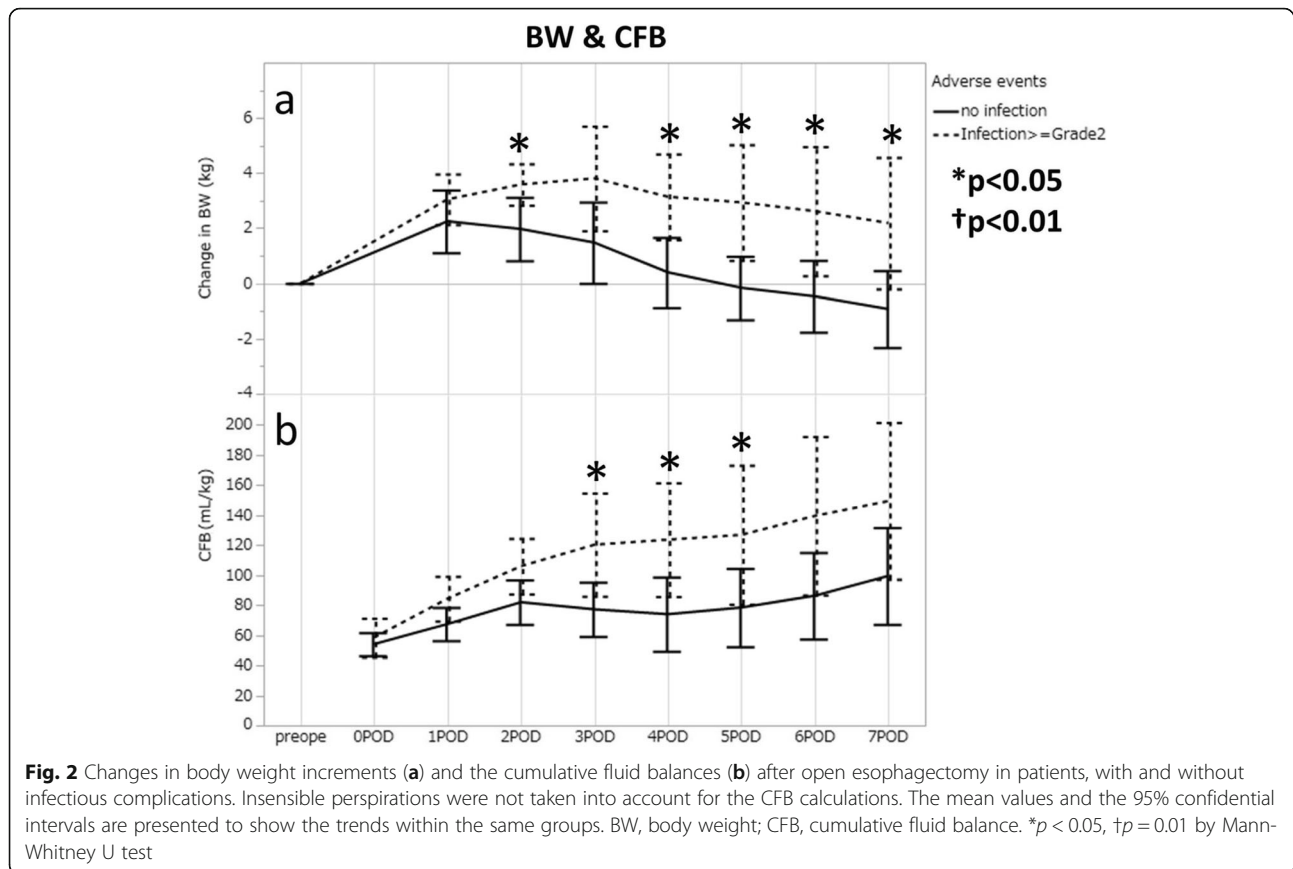 BW & CFB
a
Change in BW (kg)
6
4
2
0
-2
-4
*
*
*
*
*
Adverse events
no infection
Infection>=Grade2
*p<0.05
†p<0.01
b
CFB (mL/kg)
200
180
160
140
120
100
80
60
40
20
0
*
*
*
preope 0POD 1POD 2POD 3POD 4POD 5POD 6POD 7POD
Fig. 2 Changes in body weight increments (a) and the cumulative fluid balances (b) after open esophagectomy in patients, with and without
infectious complications. Insensible perspirations were not taken into account for the CFB calculations. The mean values and the 95% confidential
intervals are presented to show the trends within the same groups. BW, body weight; CFB, cumulative fluid balance. *p < 0.05, †p = 0.01 by Mann-
Whitney U test